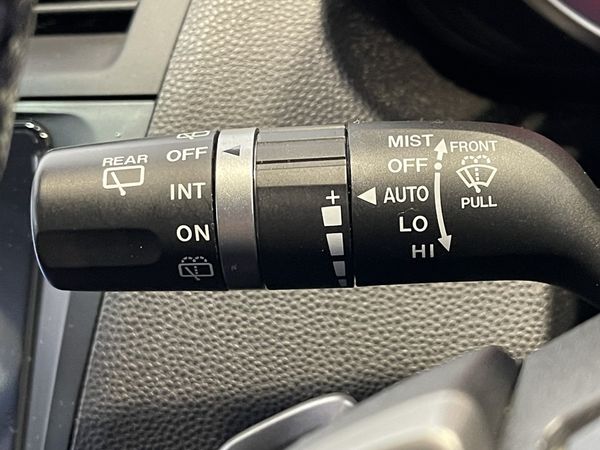 REAR
OFF
INT
ON
+
MIST
OFF
AUTO
LO
HI
FRONT
PULL